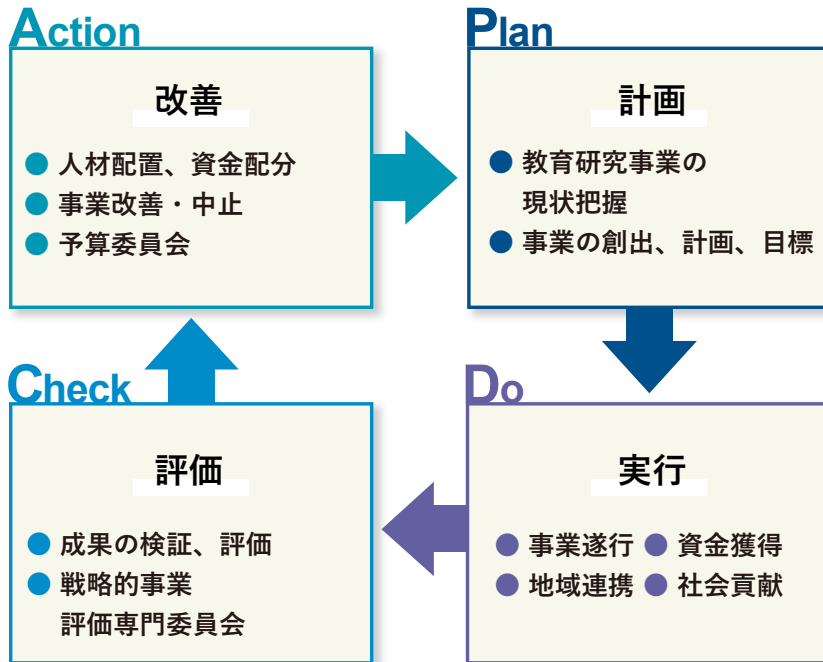 Action
改善
● 人材配置、資金配分
● 事業改善・中止
● 予算委員会
Plan
計画
● 教育研究事業の
現状把握
● 事業の創出、計画、目標
Check
評価
● 成果の検証、評価
● 戦略的事業
評価専門委員会
Do
実行
● 事業遂行 ● 資金獲得
● 地域連携 ● 社会貢献